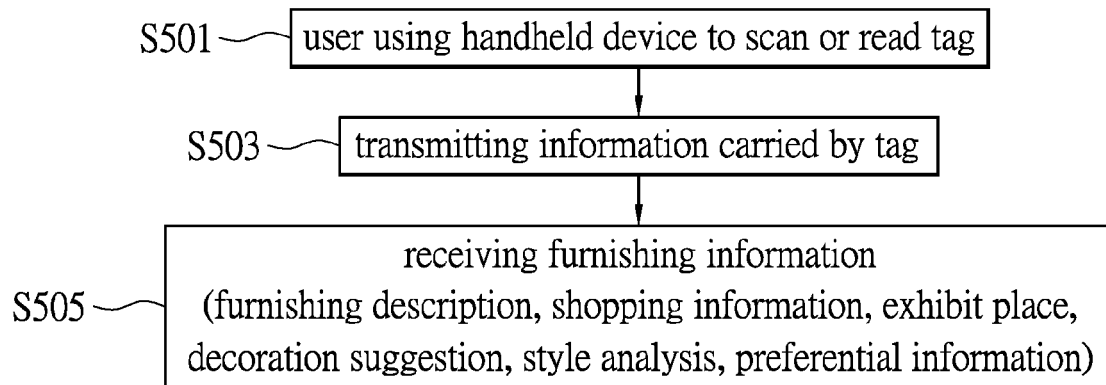 S501 user using handheld device to scan or read tag
S503 transmitting information carried by tag
receiving furnishing information
S505 (furnishing description, shopping information, exhibit place,
decoration suggestion, style analysis, preferential information)